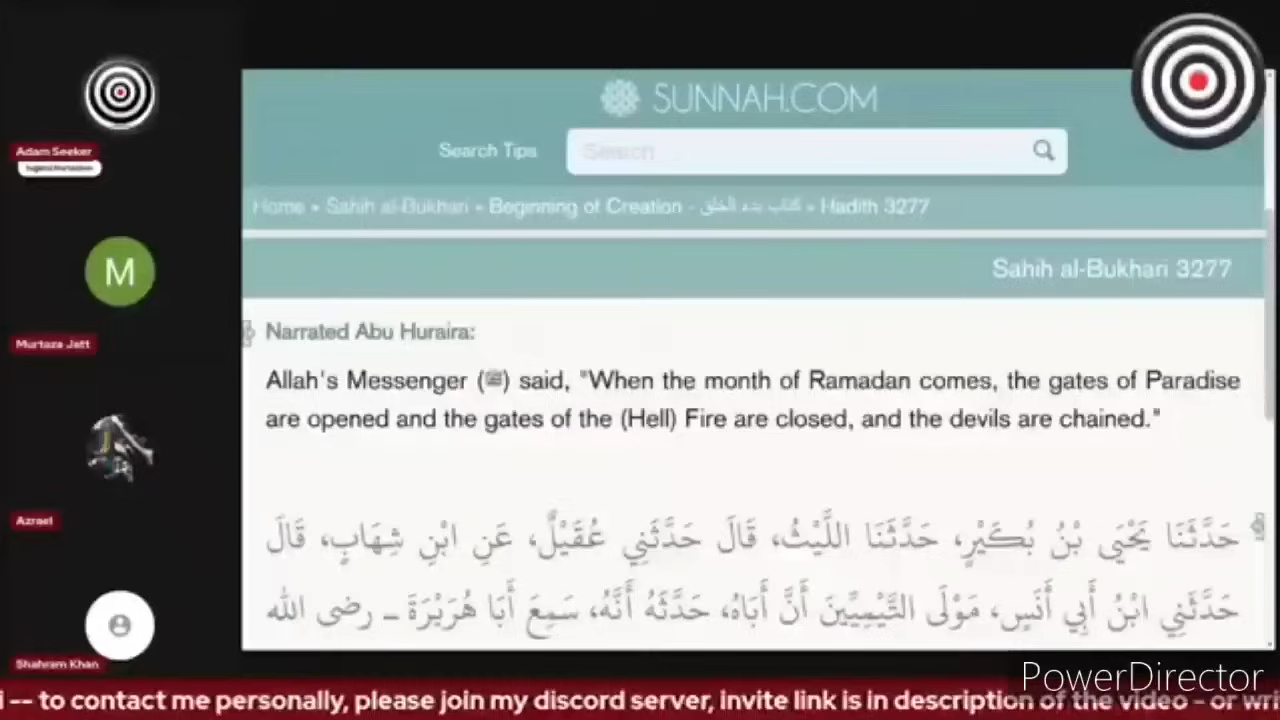 Adam Seeker
M
Murtaza Jatt
Azrael
Shahram Khan
SUNNAH.COM
Search Tips
Search
Home » Sahih al-Bukhari » Beginning of Creation - كتاب بدء الخلق » Hadith 3277
Sahih al-Bukhari 3277
Narrated Abu Huraira:
Allah's Messenger (ﷺ) said, "When the month of Ramadan comes, the gates of Paradise
are opened and the gates of the (Hell) Fire are closed, and the devils are chained."
حَدَّثَنَا يَحْيَى بْنُ بُكَيْرٍ، حَدَّثَنَا اللَّيْثُ، قَالَ حَدَّثَنِي عُقَيْلٌ، عَنِ ابْنِ شِهَابٍ، قَالَ
حَدَّثَنِي ابْنُ أَبِي أَنَسٍ، مَوْلَى التَّيْمِيِّينَ أَنَّ أَبَاهُ، حَدَّثَهُ أَنَّهُ، سَمِعَ أَبَا هُرَيْرَةَ ـ رضى الله
PowerDirector
-- to contact me personally, please join my discord server, invite link is in description of the video - or wri